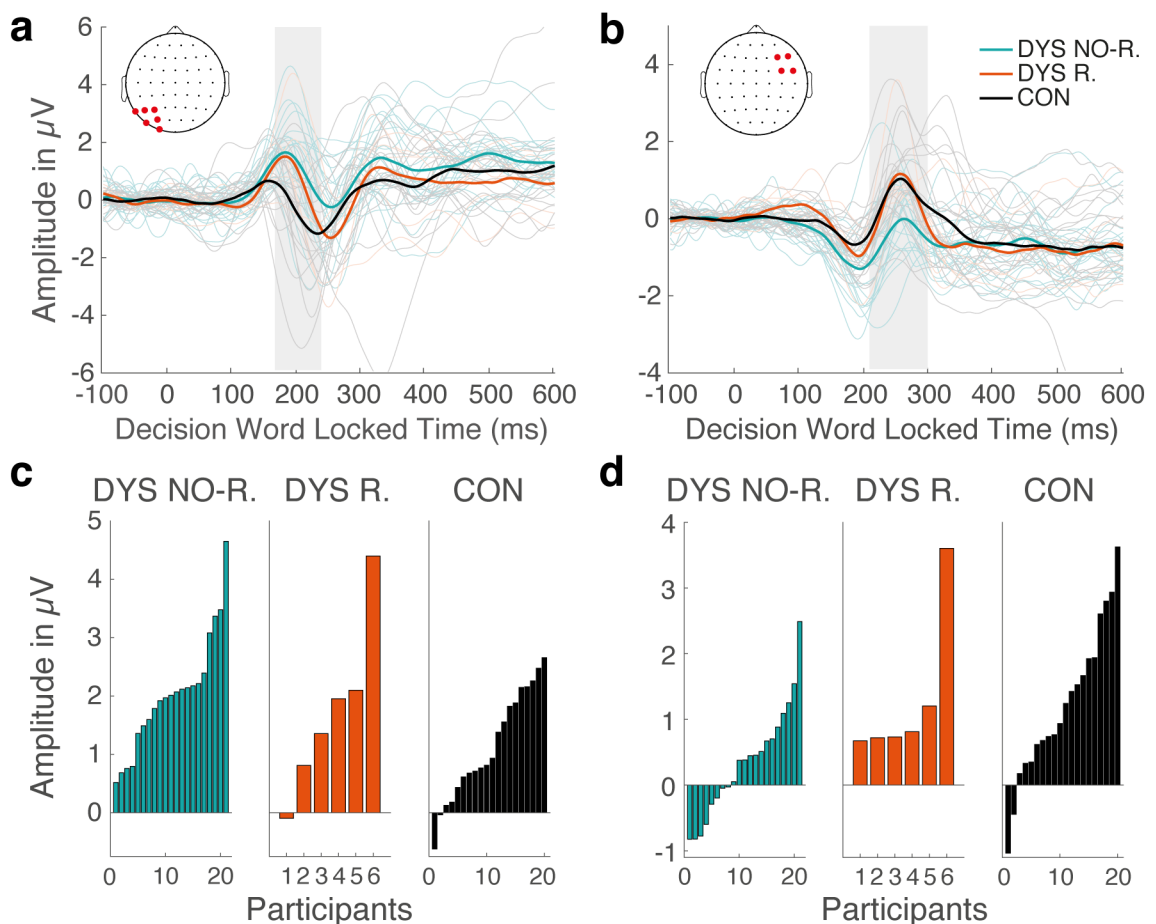 a
6
4
2
0
-2
-4
-6
Amplitude in µV
-100 0 100 200 300 400 500 600
Decision Word Locked Time (ms)
b
DYS NO-R.
DYS R.
CON
4
2
0
-2
-4
-100 0 100 200 300 400 500 600
Decision Word Locked Time (ms)
c
DYS NO-R. DYS R. CON
5
4
3
2
1
0
Amplitude in µV
0 10 20 1 2 3 4 5 6 0 20
Participants
d
DYS NO-R. DYS R. CON
4
3
2
1
0
-1
0 10 20 1 2 3 4 5 6 0 20
Participants